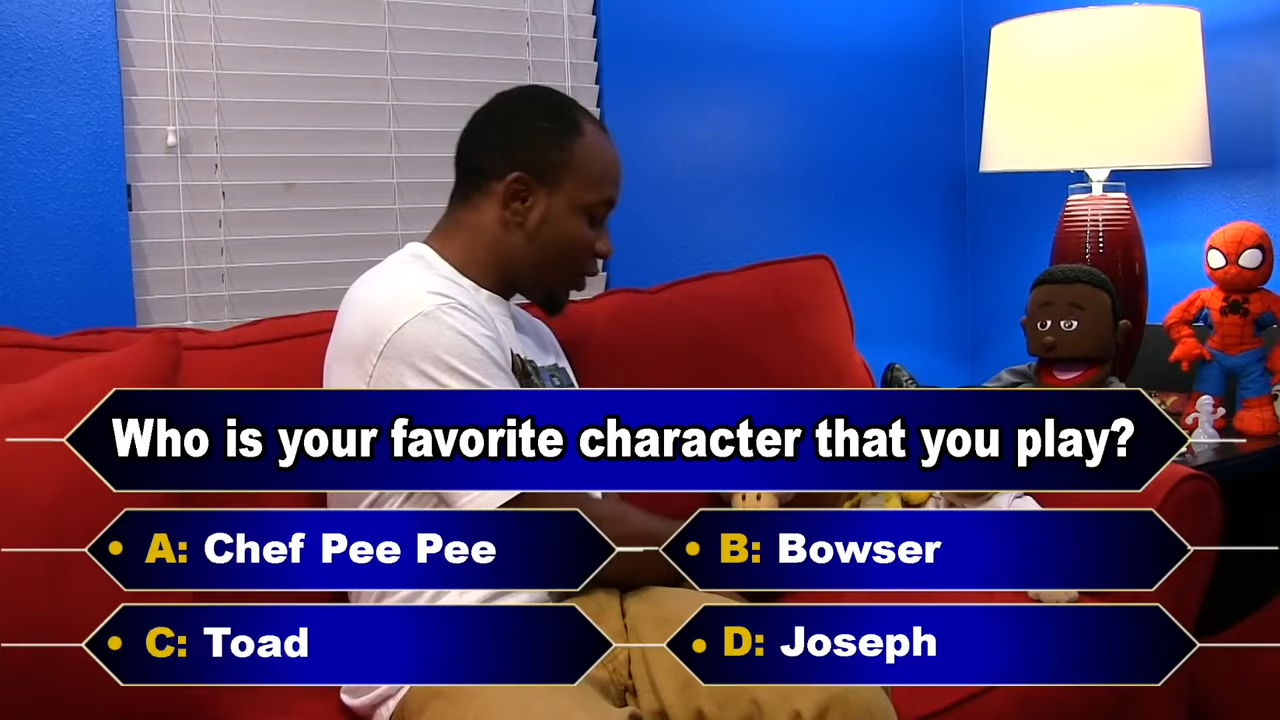 Who is your favorite character that you play?
A: Chef Pee Pee
B: Bowser
C: Toad
D: Joseph